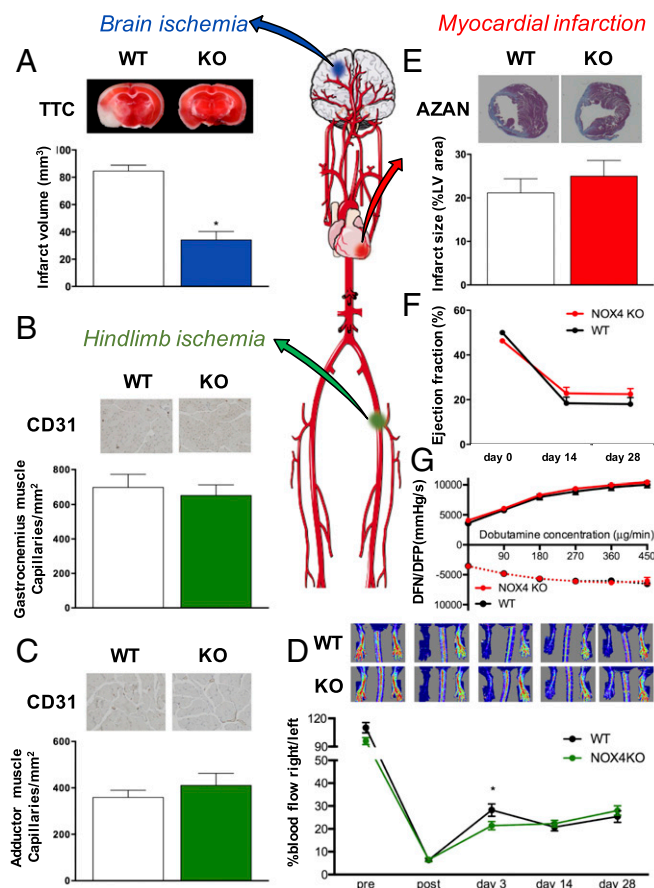 Brain ischemia
Myocardial infarction
A
WT KO
TTC
Infarct volume (mm3)
100
80
60
40
20
0
*
E
WT KO
AZAN
Infarct size (%LV area)
30
20
10
0
B
Hindlimb ischemia
WT KO
CD31
Gastrocnemius muscle
Capillaries/mm2
800
600
400
200
0
F
Ejection fraction (%)
60
40
20
0
NOX4 KO
WT
day 0 day 14 day 28
G
DFN/DFP(mmHg/s)
10000
5000
0
-5000
10000
Dobutamine concentration (µg/min)
90 180 270 360 450
NOX4 KO
WT
C
WT KO
CD31
Adductor muscle
Capillaries/mm2
600
400
200
0
D
WT
KO
%blood flow right/left
120
90
30
20
10
0
*
WT
NOX4KO
pre post day 3 day 14 day 28